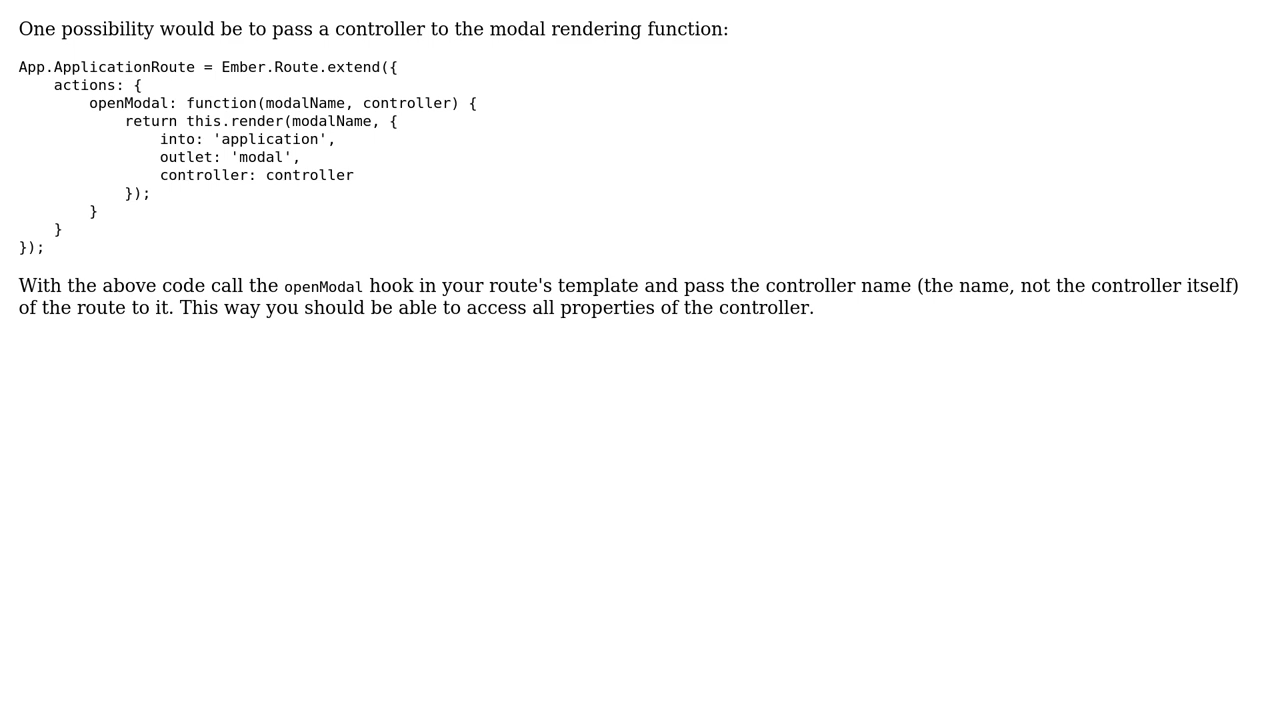 One possibility would be to pass a controller to the modal rendering function:
App.ApplicationRoute = Ember.Route.extend({
    actions: {
        openModal: function(modalName, controller) {
            return this.render(modalName, {
                into: 'application',
                outlet: 'modal',
                controller: controller
            });
        }
    }
});
With the above code call the openModal hook in your route's template and pass the controller name (the name, not the controller itself)
of the route to it. This way you should be able to access all properties of the controller.